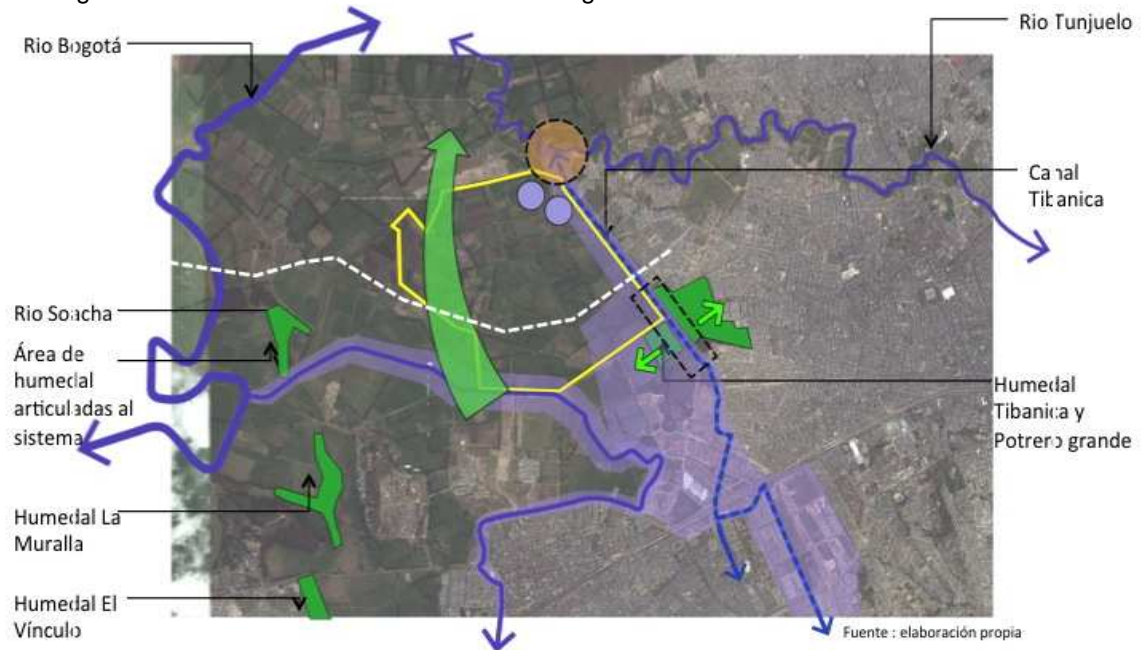 Rio Bogotá
Rio Tunjuelo
Canal
Tibanica
Rio Soacha
Área de
humedal
articuladas al
sistema
Humedal
Tibanica y
Potrero grande
Humedal La
Muralla
Humedal El
Vínculo
Fuente : elaboración propia